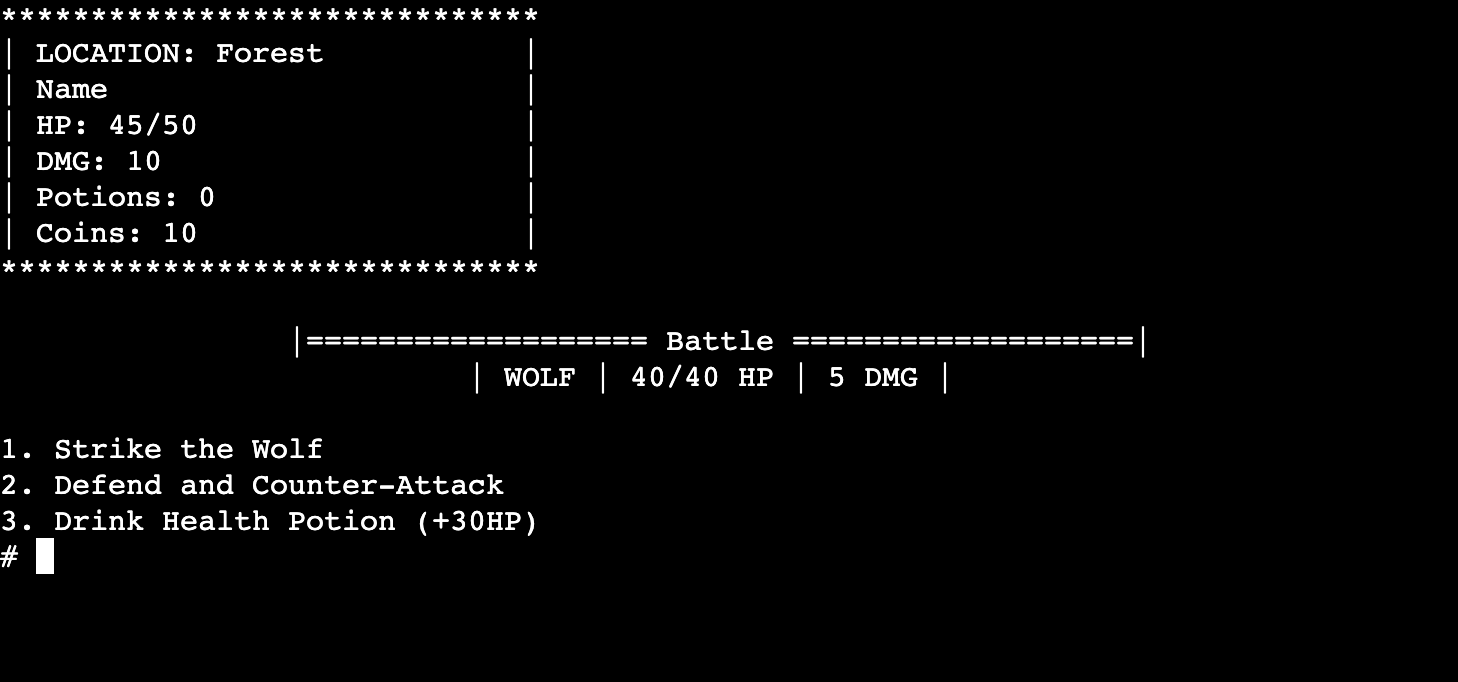 ******************************
| LOCATION: Forest |
| Name |
| HP: 45/50 |
| DMG: 10 |
| Potions: 0 |
| Coins: 10 |
******************************
|=================== Battle ===================|
| WOLF | 40/40 HP | 5 DMG |
1. Strike the Wolf
2. Defend and Counter-Attack
3. Drink Health Potion (+30HP)
#